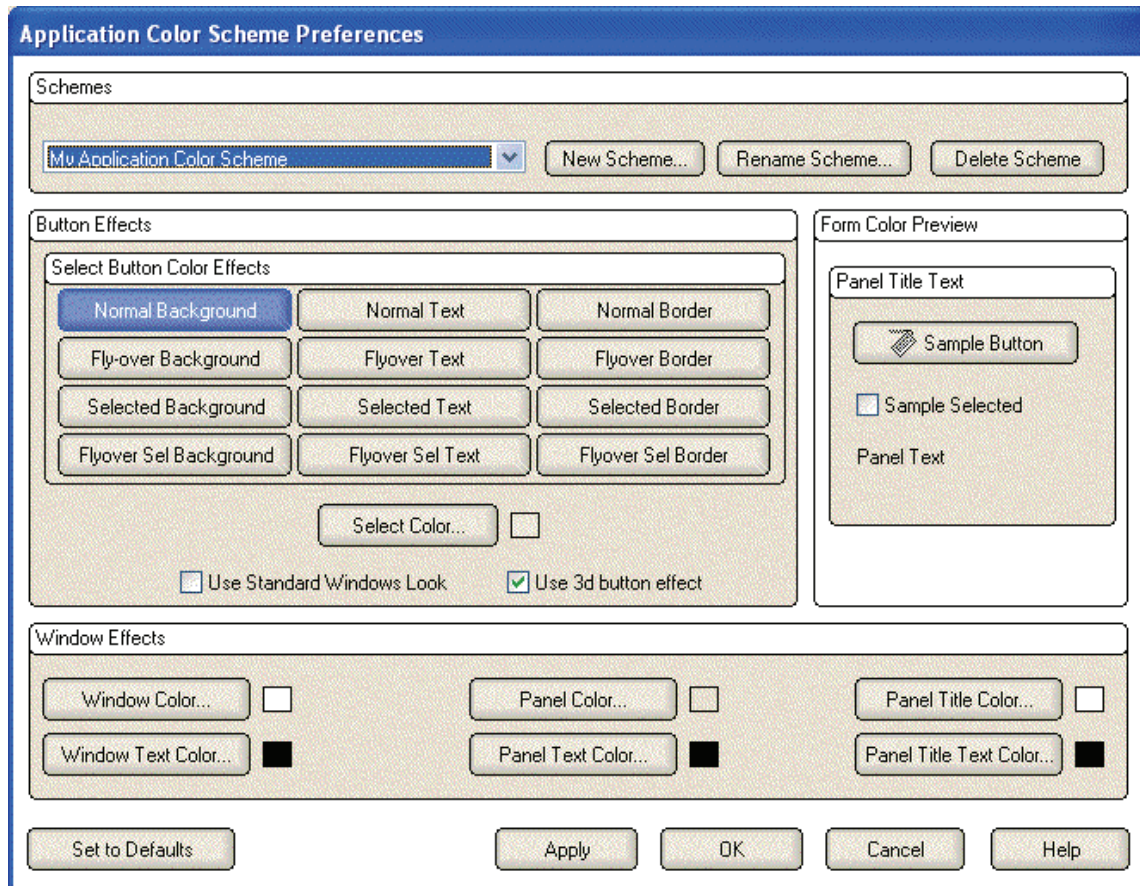 Application Color Scheme Preferences
Schemes
My Application Color Scheme
New Scheme...
Rename Scheme...
Delete Scheme
Button Effects
Select Button Color Effects
Normal Background
Normal Text
Normal Border
Fly-over Background
Flyover Text
Flyover Border
Selected Background
Selected Text
Selected Border
Flyover Sel Background
Flyover Sel Text
Flyover Sel Border
Select Color...
Use Standard Windows Look
Use 3d button effect
Form Color Preview
Panel Title Text
Sample Button
Sample Selected
Panel Text
Window Effects
Window Color...
Panel Color...
Panel Title Color...
Window Text Color...
Panel Text Color...
Panel Title Text Color...
Set to Defaults
Apply
OK
Cancel
Help